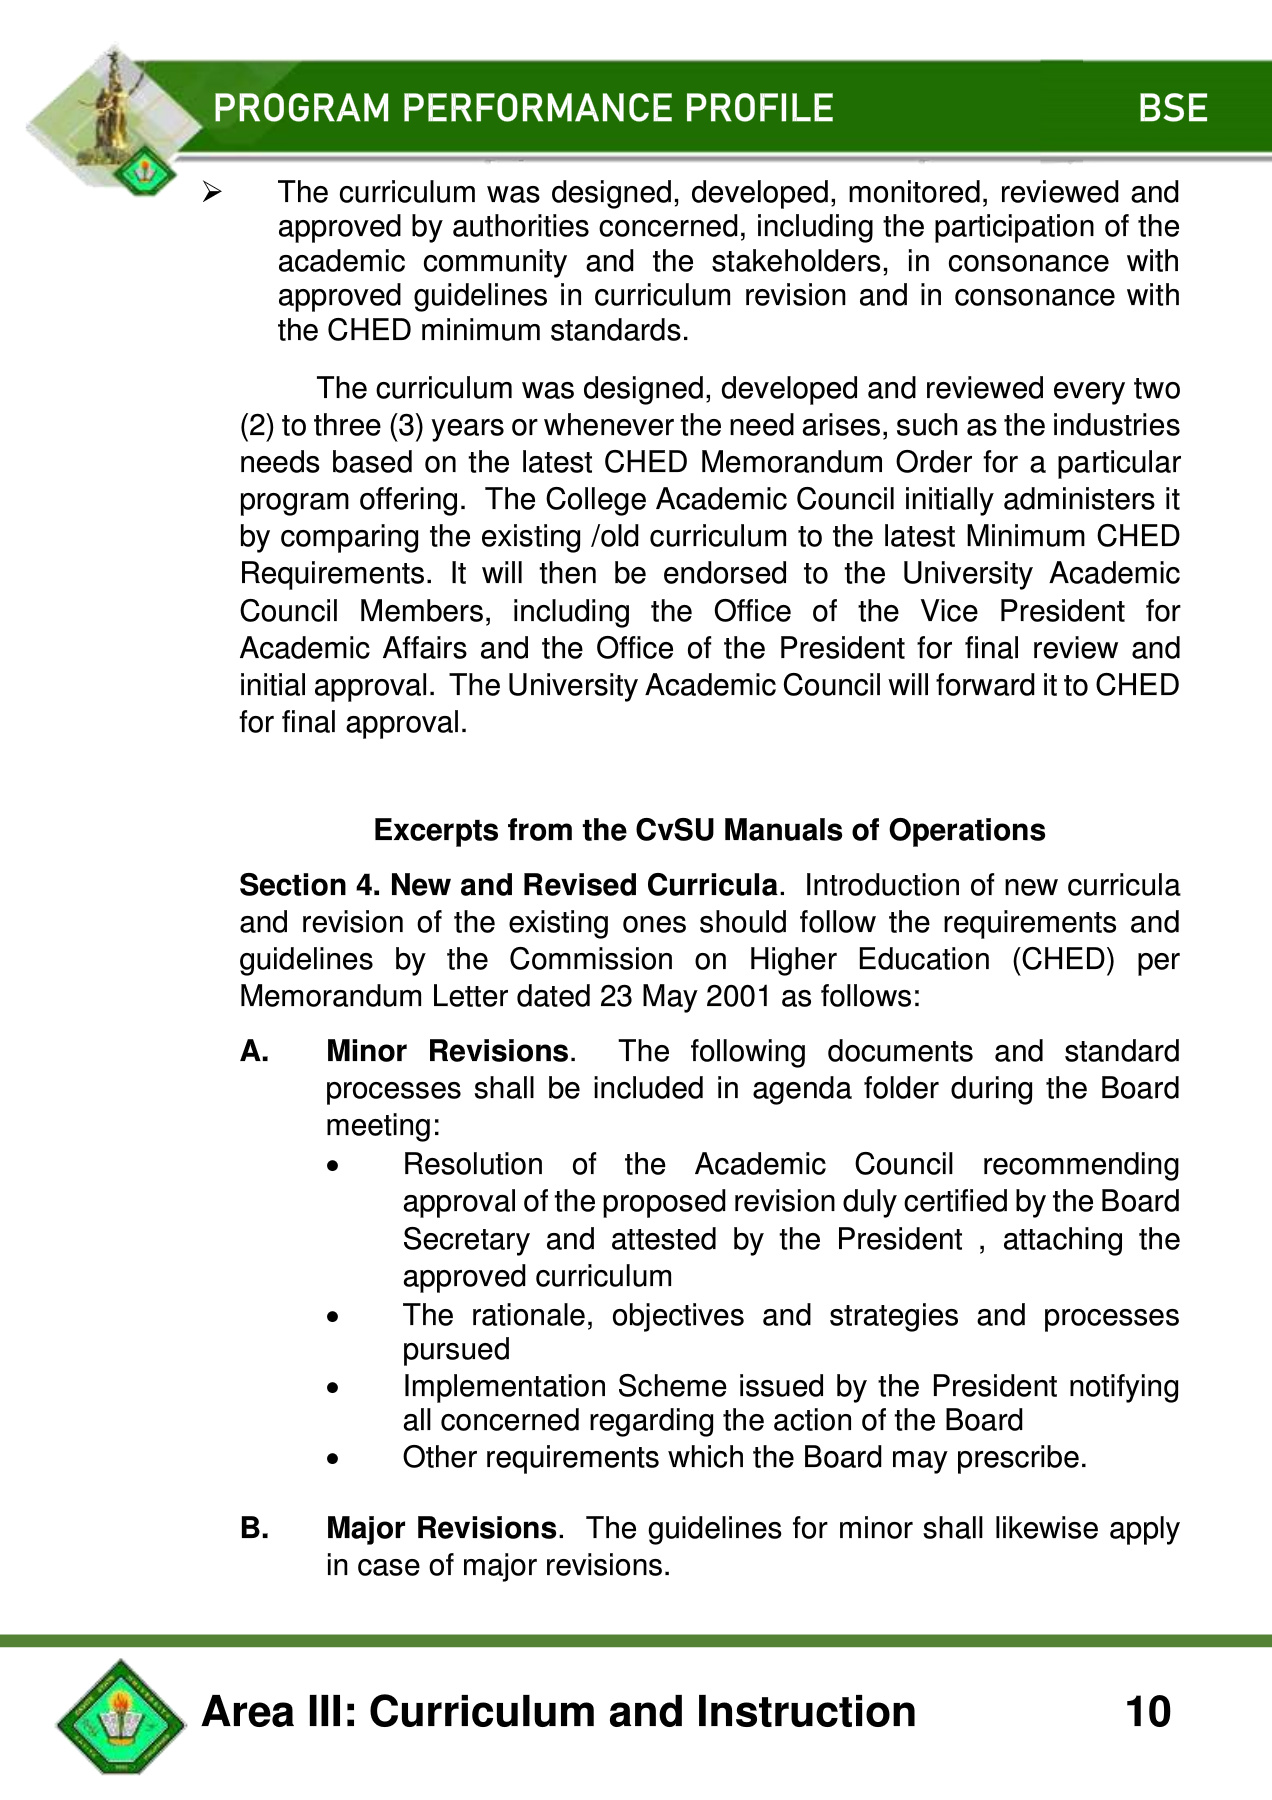 PROGRAM PERFORMANCE PROFILE BSE
➢ The curriculum was designed, developed, monitored, reviewed and
approved by authorities concerned, including the participation of the
academic community and the stakeholders, in consonance with
approved guidelines in curriculum revision and in consonance with
the CHED minimum standards.
The curriculum was designed, developed and reviewed every two
(2) to three (3) years or whenever the need arises, such as the industries
needs based on the latest CHED Memorandum Order for a particular
program offering. The College Academic Council initially administers it
by comparing the existing /old curriculum to the latest Minimum CHED
Requirements. It will then be endorsed to the University Academic
Council Members, including the Office of the Vice President for
Academic Affairs and the Office of the President for final review and
initial approval. The University Academic Council will forward it to CHED
for final approval.
Excerpts from the CvSU Manuals of Operations
Section 4. New and Revised Curricula. Introduction of new curricula
and revision of the existing ones should follow the requirements and
guidelines by the Commission on Higher Education (CHED) per
Memorandum Letter dated 23 May 2001 as follows:
A. Minor Revisions. The following documents and standard
processes shall be included in agenda folder during the Board
meeting:
• Resolution of the Academic Council recommending
approval of the proposed revision duly certified by the Board
Secretary and attested by the President , attaching the
approved curriculum
• The rationale, objectives and strategies and processes
pursued
• Implementation Scheme issued by the President notifying
all concerned regarding the action of the Board
• Other requirements which the Board may prescribe.
B. Major Revisions. The guidelines for minor shall likewise apply
in case of major revisions.
Area III: Curriculum and Instruction 10